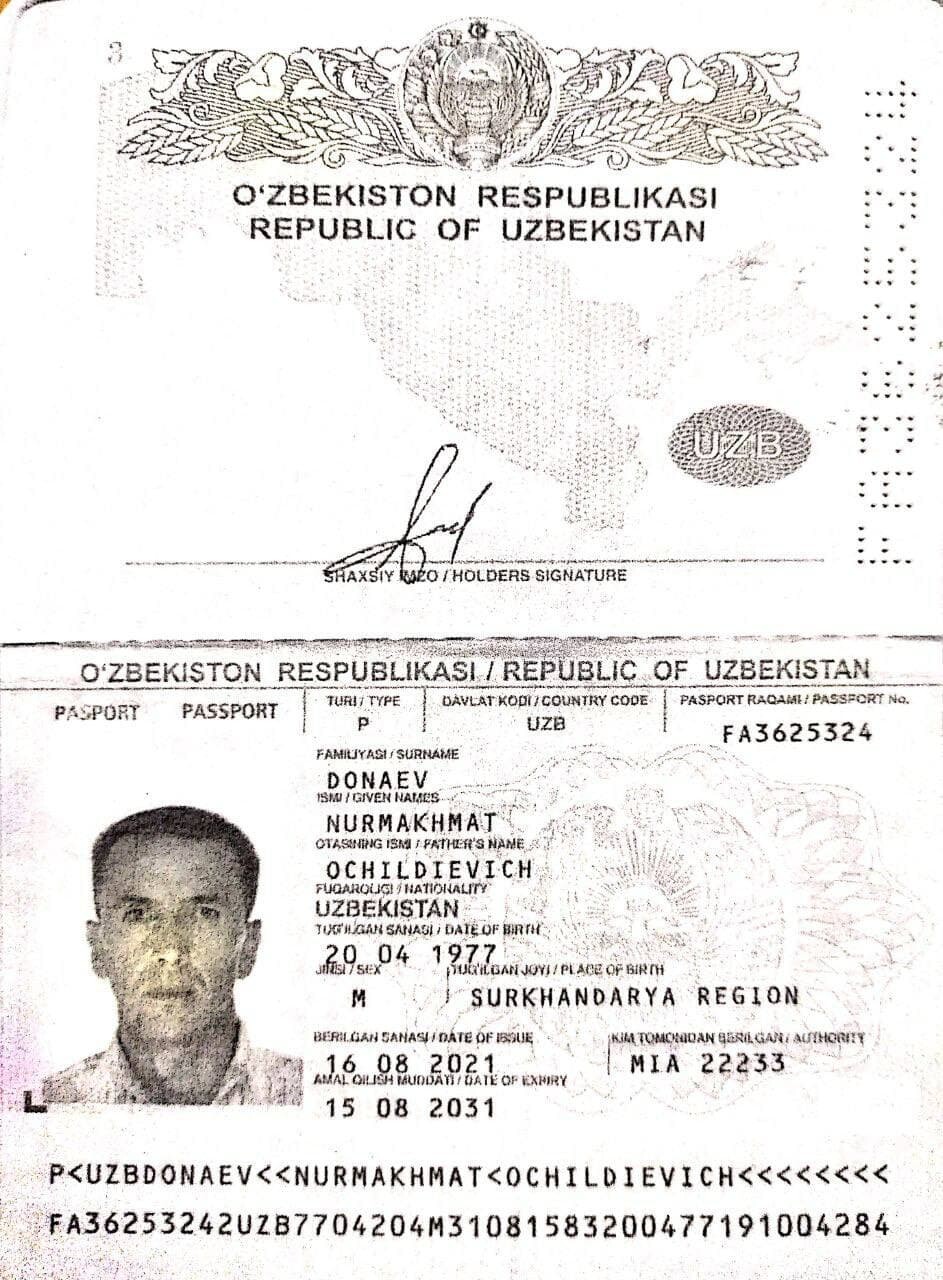 3
O‘ZBEKISTON RESPUBLIKASI
REPUBLIC OF UZBEKISTAN
UZB
SHAXSIY IMZO / HOLDERS SIGNATURE
FA3625324
O‘ZBEKISTON RESPUBLIKASI / REPUBLIC OF UZBEKISTAN
PASPORT PASSPORT
TURI / TYPE DAVLAT KODI / COUNTRY CODE PASPORT RAQAMI / PASSPORT No.
P UZB FA3625324
FAMILIYASI / SURNAME
DONAEV
ISMI / GIVEN NAMES
NURMAKHMAT
OTASINING ISMI / FATHER'S NAME
OCHILDIEVICH
FUQAROLIGI / NATIONALITY
UZBEKISTAN
TUG'ILGAN SANASI / DATE OF BIRTH
20 04 1977
JINSI / SEX TUG'ILGAN JOYI / PLACE OF BIRTH
M SURKHANDARYA REGION
BERILGAN SANASI / DATE OF ISSUE KIM TOMONIDAN BERILGAN / AUTHORITY
16 08 2021 MIA 22233
AMAL QILISH MUDDATI / DATE OF EXPIRY
15 08 2031
P<UZBDONAEV<<NURMAKHMAT<OCHILDIEVICH<<<<<<<<
FA36253242UZB7704204M31081583200477191004284